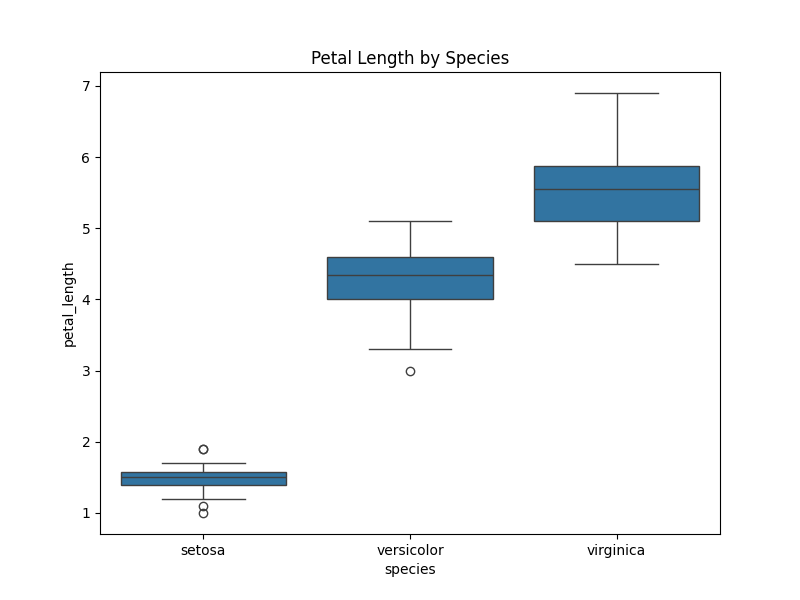 Petal Length by Species
petal_length
7
6
5
4
3
2
1
setosa versicolor virginica
species